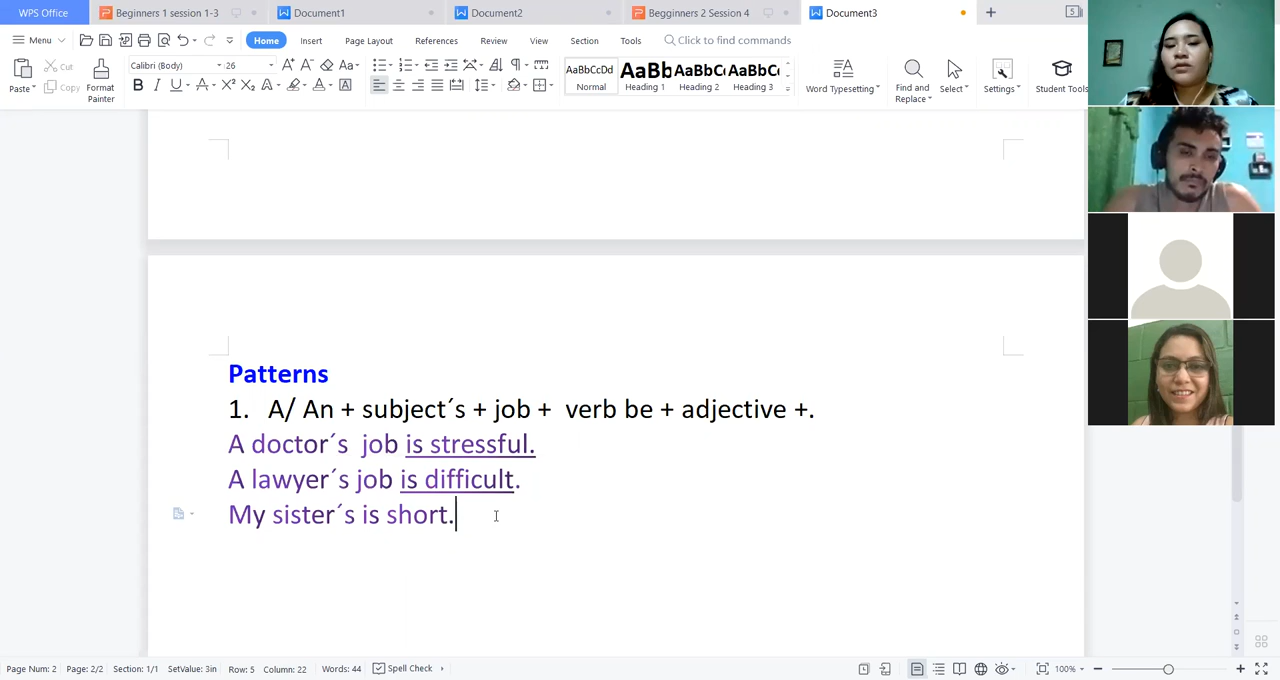 WPS Office
Beginners 1 session 1-3
Document1
Document2
Begginers 2 Session 4
Document3
5
Menu
Home
Insert
Page Layout
References
Review
View
Section
Tools
Click to find commands
Paste
Cut
Copy
Format Painter
Calibri (Body)
26
AaBbCcDd
Normal
AaBb
Heading 1
AaBbC
Heading 2
AaBbC
Heading 3
Word Typesetting
Find and Replace
Select
Settings
Student Tools
Patterns
1. A/ An + subject´s + job + verb be + adjective +.
A doctor´s job is stressful.
A lawyer´s job is difficult.
My sister´s is short.
Page Num: 2
Page: 2/2
Section: 1/1
SetValue: 3in
Row: 5
Column: 22
Words: 44
Spell Check
100%